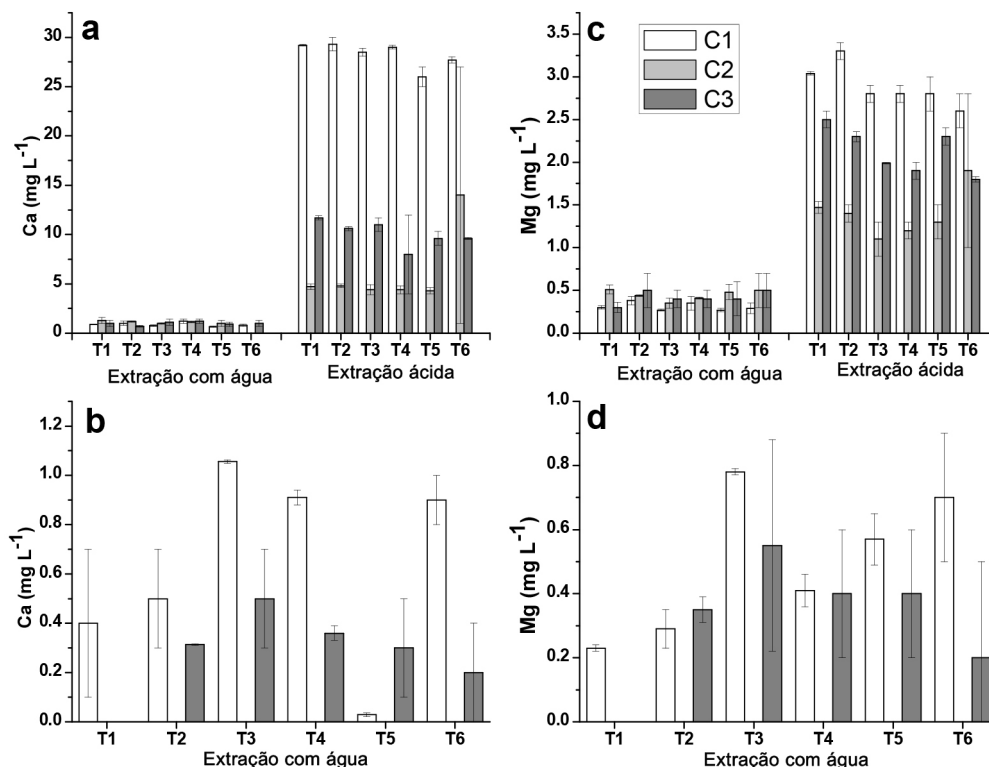 a
Ca (mg L⁻¹)
30
25
20
15
10
5
0
T1 T2 T3 T4 T5 T6 T1 T2 T3 T4 T5 T6
Extração com água Extração ácida
c
C1
C2
C3
Mg (mg L⁻¹)
3.5
3.0
2.5
2.0
1.5
1.0
0.5
0.0
T1 T2 T3 T4 T5 T6 T1 T2 T3 T4 T5 T6
Extração com água Extração ácida
b
Ca (mg L⁻¹)
1.2
1.0
0.8
0.6
0.4
0.2
0.0
T1 T2 T3 T4 T5 T6
Extração com água
d
Mg (mg L⁻¹)
1.0
0.8
0.6
0.4
0.2
0.0
T1 T2 T3 T4 T5 T6
Extração com água